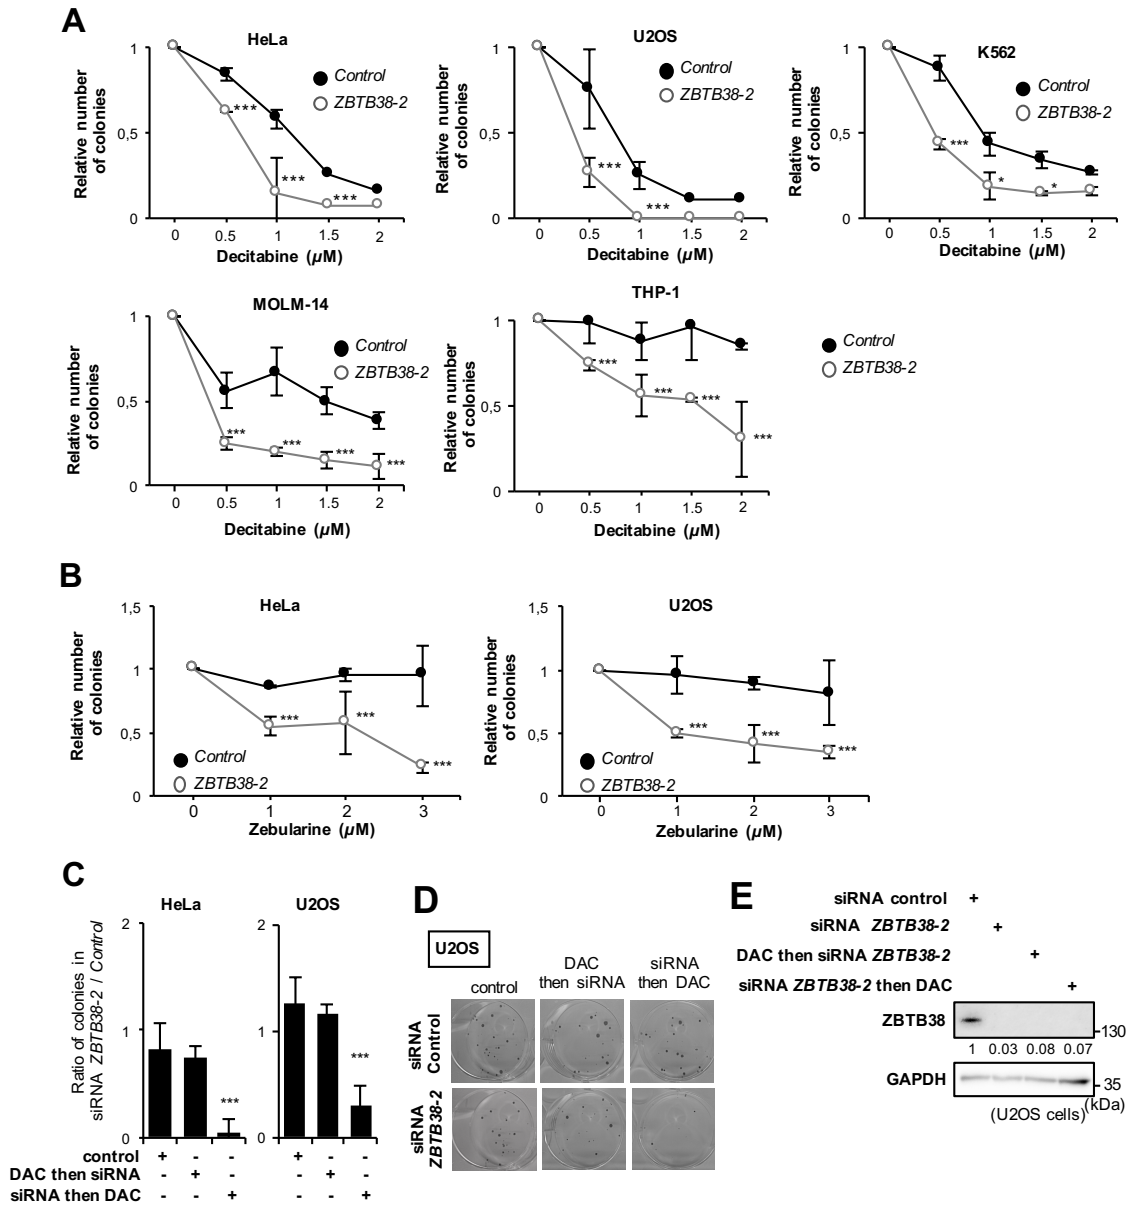 A
HeLa
Relative number
of colonies
1
0,5
0
Control
ZBTB38-2
***
***
***
0 0.5 1 1.5 2
Decitabine (µM)
U2OS
Relative number
of colonies
1
0,5
0
Control
ZBTB38-2
***
***
0 0.5 1 1.5 2
Decitabine (µM)
K562
Relative number
of colonies
1
0,5
0
Control
ZBTB38-2
***
*
*
0 0.5 1 1.5 2
Decitabine (µM)
MOLM-14
Relative number
of colonies
1
0,5
0
Control
ZBTB38-2
***
***
***
***
0 0.5 1 1.5 2
Decitabine (µM)
THP-1
Relative number
of colonies
1
0,5
0
Control
ZBTB38-2
***
***
***
***
0 0.5 1 1.5 2
Decitabine (µM)
B
HeLa
Relative number
of colonies
1,5
1
0,5
0
***
***
***
Control
ZBTB38-2
0 1 2 3
Zebularine (µM)
U2OS
Relative number
of colonies
1,5
1
0,5
0
***
***
***
Control
ZBTB38-2
0 1 2 3
Zebularine (µM)
C
HeLa
U2OS
Ratio of colonies in
siRNA ZBTB38-2 / Control
2
1
0
***
2
1
0
***
control + - - + - -
DAC then siRNA - + - - + -
siRNA then DAC - - + - - +
D
U2OS
control
DAC
then siRNA
siRNA
then DAC
siRNA
Control
siRNA
ZBTB38-2
E
siRNA control +
siRNA ZBTB38-2 +
DAC then siRNA ZBTB38-2 +
siRNA ZBTB38-2 then DAC +
ZBTB38
-130
1 0.03 0.08 0.07
GAPDH
- 35
(kDa)
(U2OS cells)